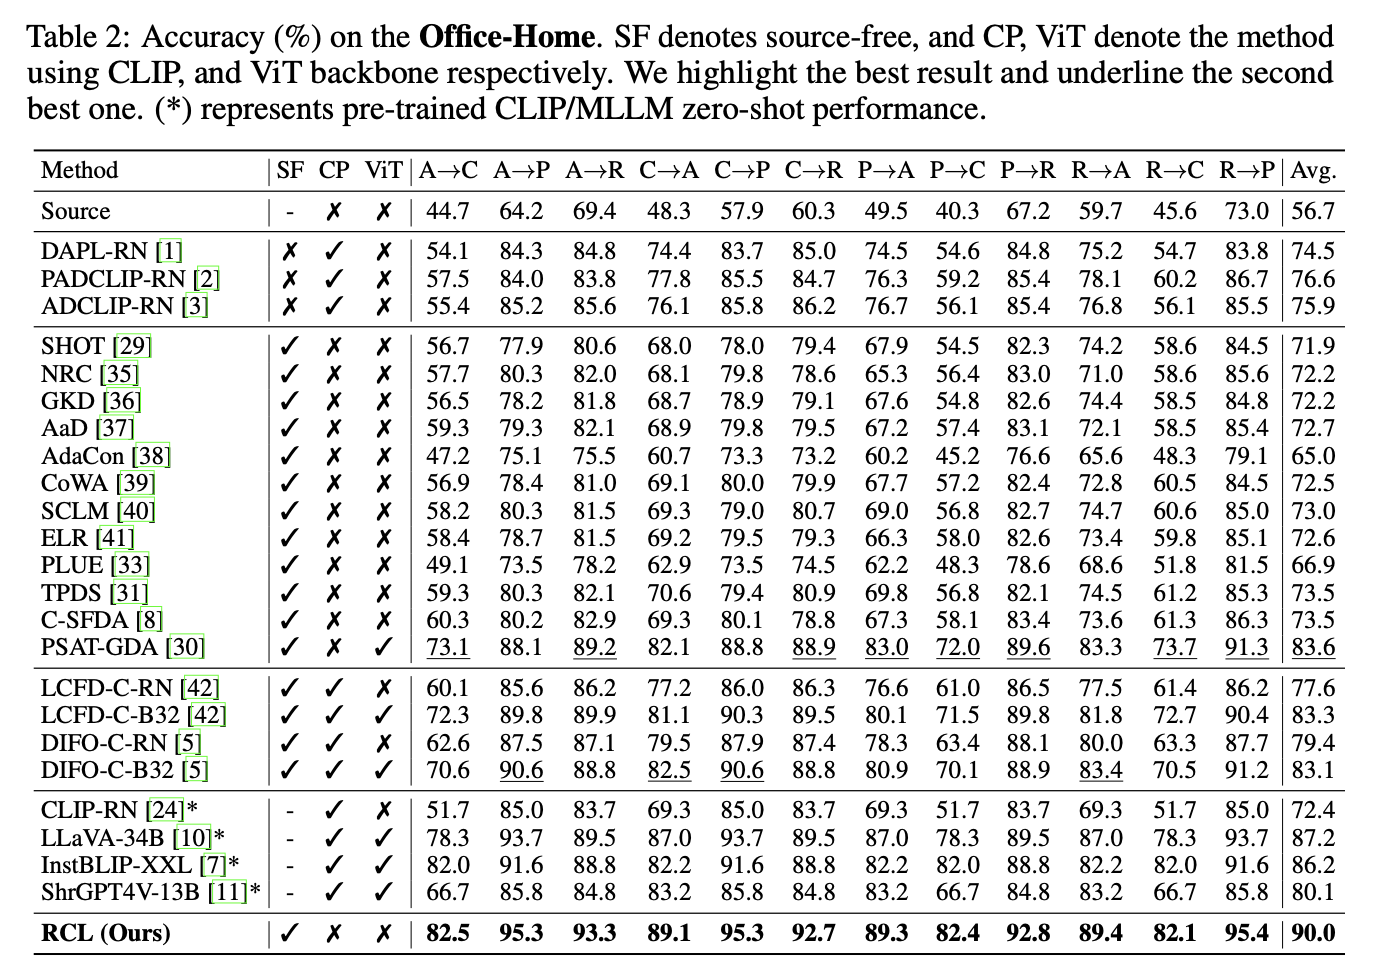 Table 2: Accuracy (%) on the Office-Home. SF denotes source-free, and CP, ViT denote the method
using CLIP, and ViT backbone respectively. We highlight the best result and underline the second
best one. (*) represents pre-trained CLIP/MLLM zero-shot performance.
Method SF CP ViT A→C A→P A→R C→A C→P C→R P→A P→C P→R R→A R→C R→P Avg.
Source - ✗ ✗ 44.7 64.2 69.4 48.3 57.9 60.3 49.5 40.3 67.2 59.7 45.6 73.0 56.7
DAPL-RN [1] ✗ ✓ ✗ 54.1 84.3 84.8 74.4 83.7 85.0 74.5 54.6 84.8 75.2 54.7 83.8 74.5
PADCLIP-RN [2] ✗ ✓ ✗ 57.5 84.0 83.8 77.8 85.5 84.7 76.3 59.2 85.4 78.1 60.2 86.7 76.6
ADCLIP-RN [3] ✗ ✓ ✗ 55.4 85.2 85.6 76.1 85.8 86.2 76.7 56.1 85.4 76.8 56.1 85.5 75.9
SHOT [29] ✓ ✗ ✗ 56.7 77.9 80.6 68.0 78.0 79.4 67.9 54.5 82.3 74.2 58.6 84.5 71.9
NRC [35] ✓ ✗ ✗ 57.7 80.3 82.0 68.1 79.8 78.6 65.3 56.4 83.0 71.0 58.6 85.6 72.2
GKD [36] ✓ ✗ ✗ 56.5 78.2 81.8 68.7 78.9 79.1 67.6 54.8 82.6 74.4 58.5 84.8 72.2
AaD [37] ✓ ✗ ✗ 59.3 79.3 82.1 68.9 79.8 79.5 67.2 57.4 83.1 72.1 58.5 85.4 72.7
AdaCon [38] ✓ ✗ ✗ 47.2 75.1 75.5 60.7 73.3 73.2 60.2 45.2 76.6 65.6 48.3 79.1 65.0
CoWA [39] ✓ ✗ ✗ 56.9 78.4 81.0 69.1 80.0 79.9 67.7 57.2 82.4 72.8 60.5 84.5 72.5
SCLM [40] ✓ ✗ ✗ 58.2 80.3 81.5 69.3 79.0 80.7 69.0 56.8 82.7 74.7 60.6 85.0 73.0
ELR [41] ✓ ✗ ✗ 58.4 78.7 81.5 69.2 79.5 79.3 66.3 58.0 82.6 73.4 59.8 85.1 72.6
PLUE [33] ✓ ✗ ✗ 49.1 73.5 78.2 62.9 73.5 74.5 62.2 48.3 78.6 68.6 51.8 81.5 66.9
TPDS [31] ✓ ✗ ✗ 59.3 80.3 82.1 70.6 79.4 80.9 69.8 56.8 82.1 74.5 61.2 85.3 73.5
C-SFDA [8] ✓ ✗ ✗ 60.3 80.2 82.9 69.3 80.1 78.8 67.3 58.1 83.4 73.6 61.3 86.3 73.5
PSAT-GDA [30] ✓ ✗ ✓ 73.1 88.1 89.2 82.1 88.8 88.9 83.0 72.0 89.6 83.3 73.7 91.3 83.6
LCFD-C-RN [42] ✓ ✓ ✗ 60.1 85.6 86.2 77.2 86.0 86.3 76.6 61.0 86.5 77.5 61.4 86.2 77.6
LCFD-C-B32 [42] ✓ ✓ ✓ 72.3 89.8 89.9 81.1 90.3 89.5 80.1 71.5 89.8 81.8 72.7 90.4 83.3
DIFO-C-RN [5] ✓ ✓ ✗ 62.6 87.5 87.1 79.5 87.9 87.4 78.3 63.4 88.1 80.0 63.3 87.7 79.4
DIFO-C-B32 [5] ✓ ✓ ✓ 70.6 90.6 88.8 82.5 90.6 88.8 80.9 70.1 88.9 83.4 70.5 91.2 83.1
CLIP-RN [24]* - ✓ ✗ 51.7 85.0 83.7 69.3 85.0 83.7 69.3 51.7 83.7 69.3 51.7 85.0 72.4
LLaVA-34B [10]* - ✓ ✓ 78.3 93.7 89.5 87.0 93.7 89.5 87.0 78.3 89.5 87.0 78.3 93.7 87.2
InstBLIP-XXL [7]* - ✓ ✓ 82.0 91.6 88.8 82.2 91.6 88.8 82.2 82.0 88.8 82.2 82.0 91.6 86.2
ShrGPT4V-13B [11]* - ✓ ✓ 66.7 85.8 84.8 83.2 85.8 84.8 83.2 66.7 84.8 83.2 66.7 85.8 80.1
RCL (Ours) ✓ ✗ ✗ 82.5 95.3 93.3 89.1 95.3 92.7 89.3 82.4 92.8 89.4 82.1 95.4 90.0